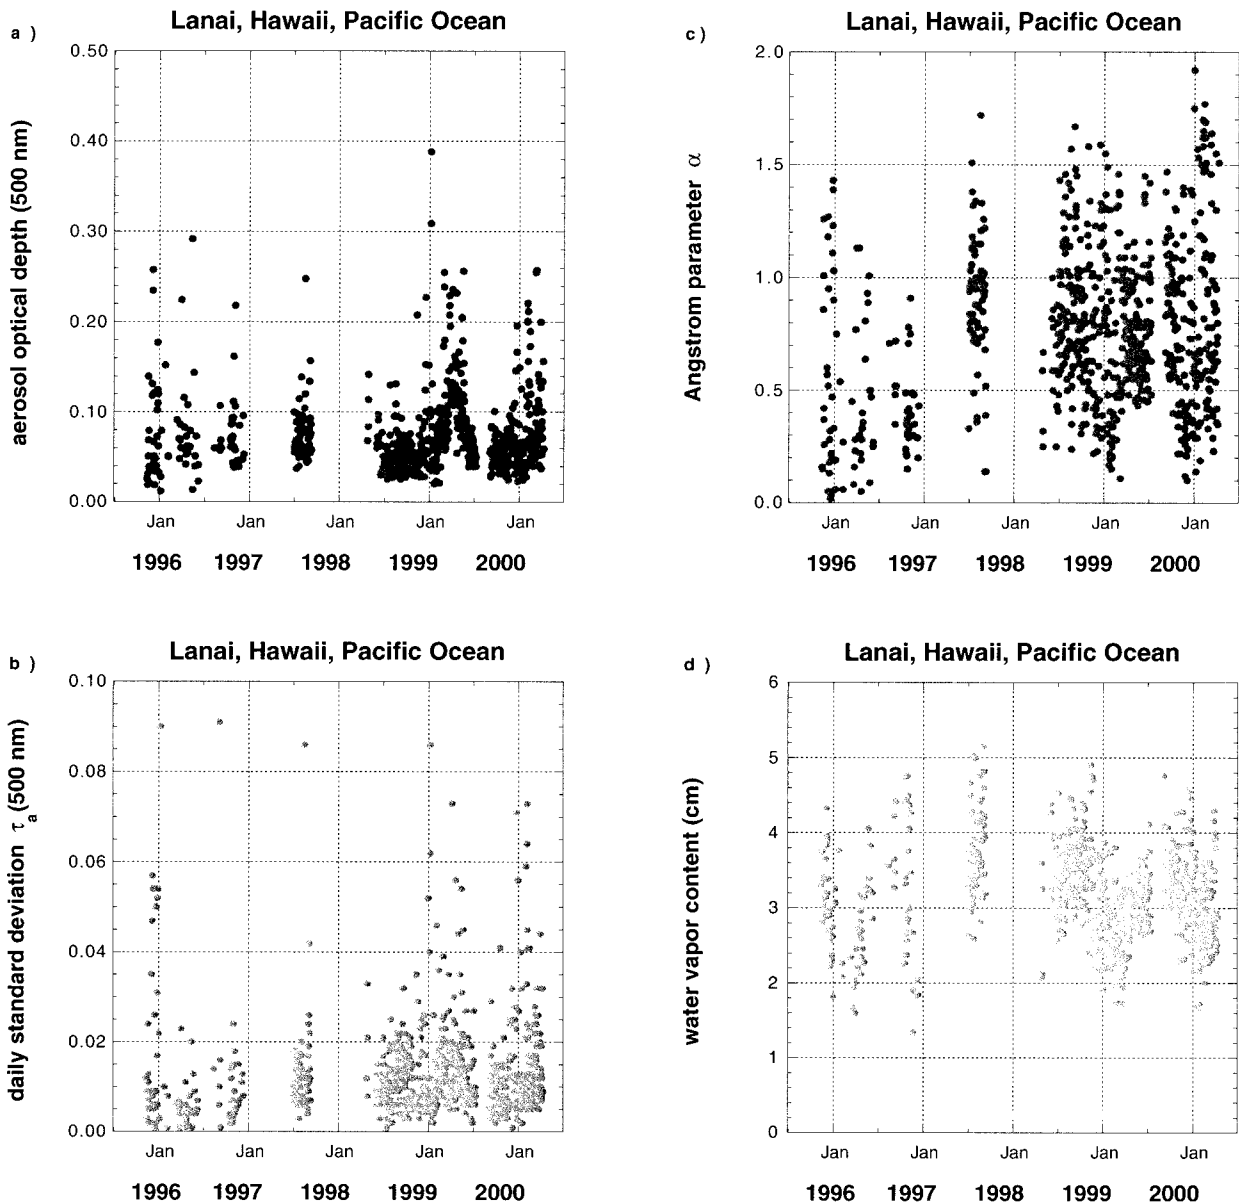 a )
Lanai, Hawaii, Pacific Ocean
aerosol optical depth (500 nm)
0.50
0.40
0.30
0.20
0.10
0.00
Jan Jan Jan Jan Jan
1996 1997 1998 1999 2000
c )
Lanai, Hawaii, Pacific Ocean
Angstrom parameter α
2.0
1.5
1.0
0.5
0.0
Jan Jan Jan Jan Jan
1996 1997 1998 1999 2000
b )
Lanai, Hawaii, Pacific Ocean
daily standard deviation τa (500 nm)
0.10
0.08
0.06
0.04
0.02
0.00
Jan Jan Jan Jan Jan
1996 1997 1998 1999 2000
d )
Lanai, Hawaii, Pacific Ocean
water vapor content (cm)
6
5
4
3
2
1
0
Jan Jan Jan Jan Jan
1996 1997 1998 1999 2000